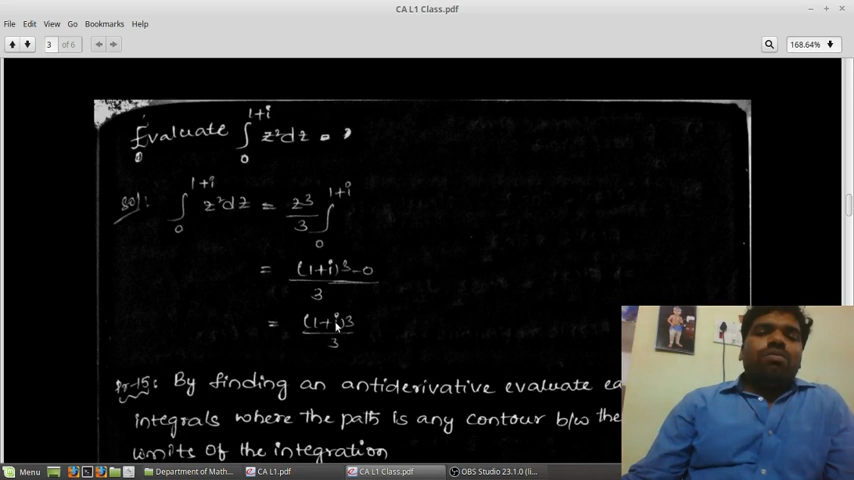 CA L1 Class.pdf
File Edit View Go Bookmarks Help
3 of 6
168.64%
Evaluate ∫₀^{1+i} z²dz = ?
Sol: ∫₀^{1+i} z²dz = z³/3 ∫₀^{1+i}
= (1+i)³-0 / 3
= (1+i)³ / 3
Pr-15: By finding an antiderivative evaluate ea
integrals where the path is any contour b/w the
limits of the integration
Menu
Department of Math...
CA L1.pdf
CA L1 Class.pdf
OBS Studio 23.1.0 (li...